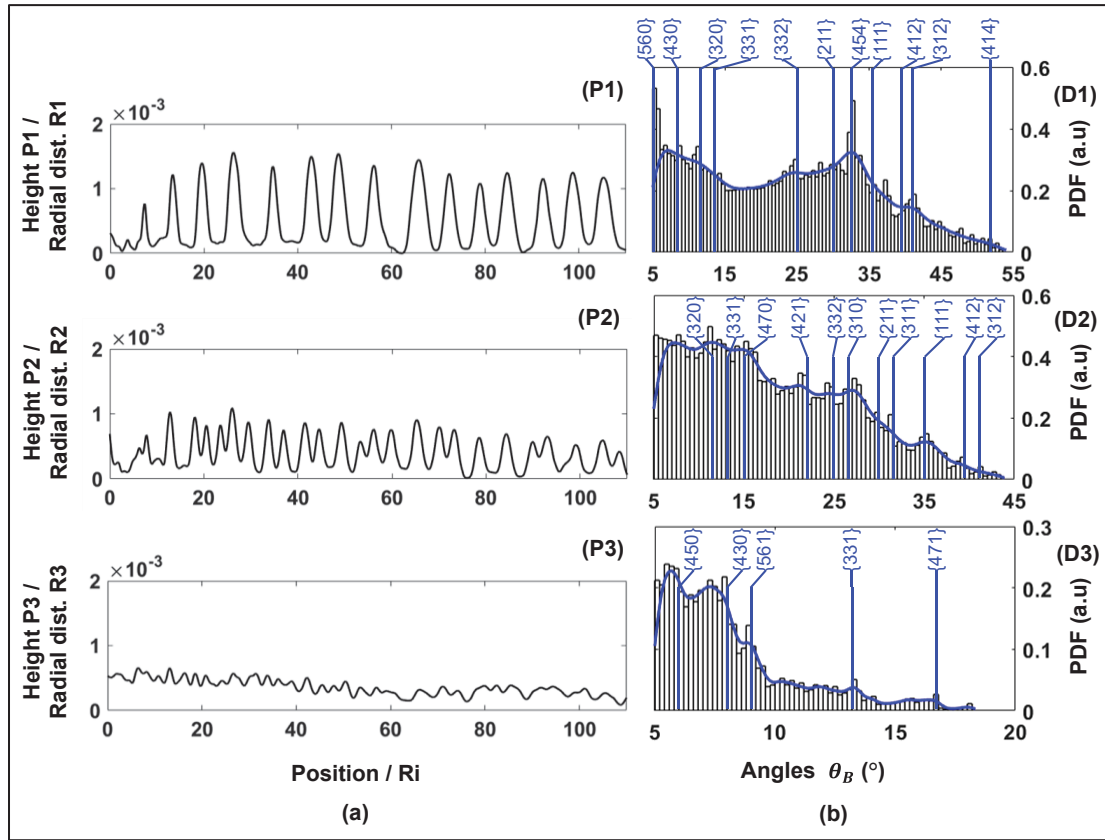 {560}
{430}
{320}
{331}
{332}
{211}
{454}
{111}
{412}
{312}
{414}
Height P1 /
Radial dist. R1
×10⁻³
(P1)
2
1
0
0 20 40 60 80 100
(D1)
PDF (a.u)
0.6
0.4
0.2
0
5 15 25 35 45 55
Height P2 /
Radial dist. R2
×10⁻³
(P2)
2
1
0
0 20 40 60 80 100
{320}
{331}
{470}
{421}
{332}
{310}
{211}
{311}
{111}
{412}
{312}
(D2)
PDF (a.u)
0.6
0.4
0.2
0
5 15 25 35 45
Height P3 /
Radial dist. R3
×10⁻³
(P3)
2
1
0
0 20 40 60 80 100
{450}
{430}
{561}
{331}
{471}
(D3)
PDF (a.u)
0.3
0.2
0.1
0
5 10 15 20
Position / Ri
Angles θ_B (°)
(a)
(b)